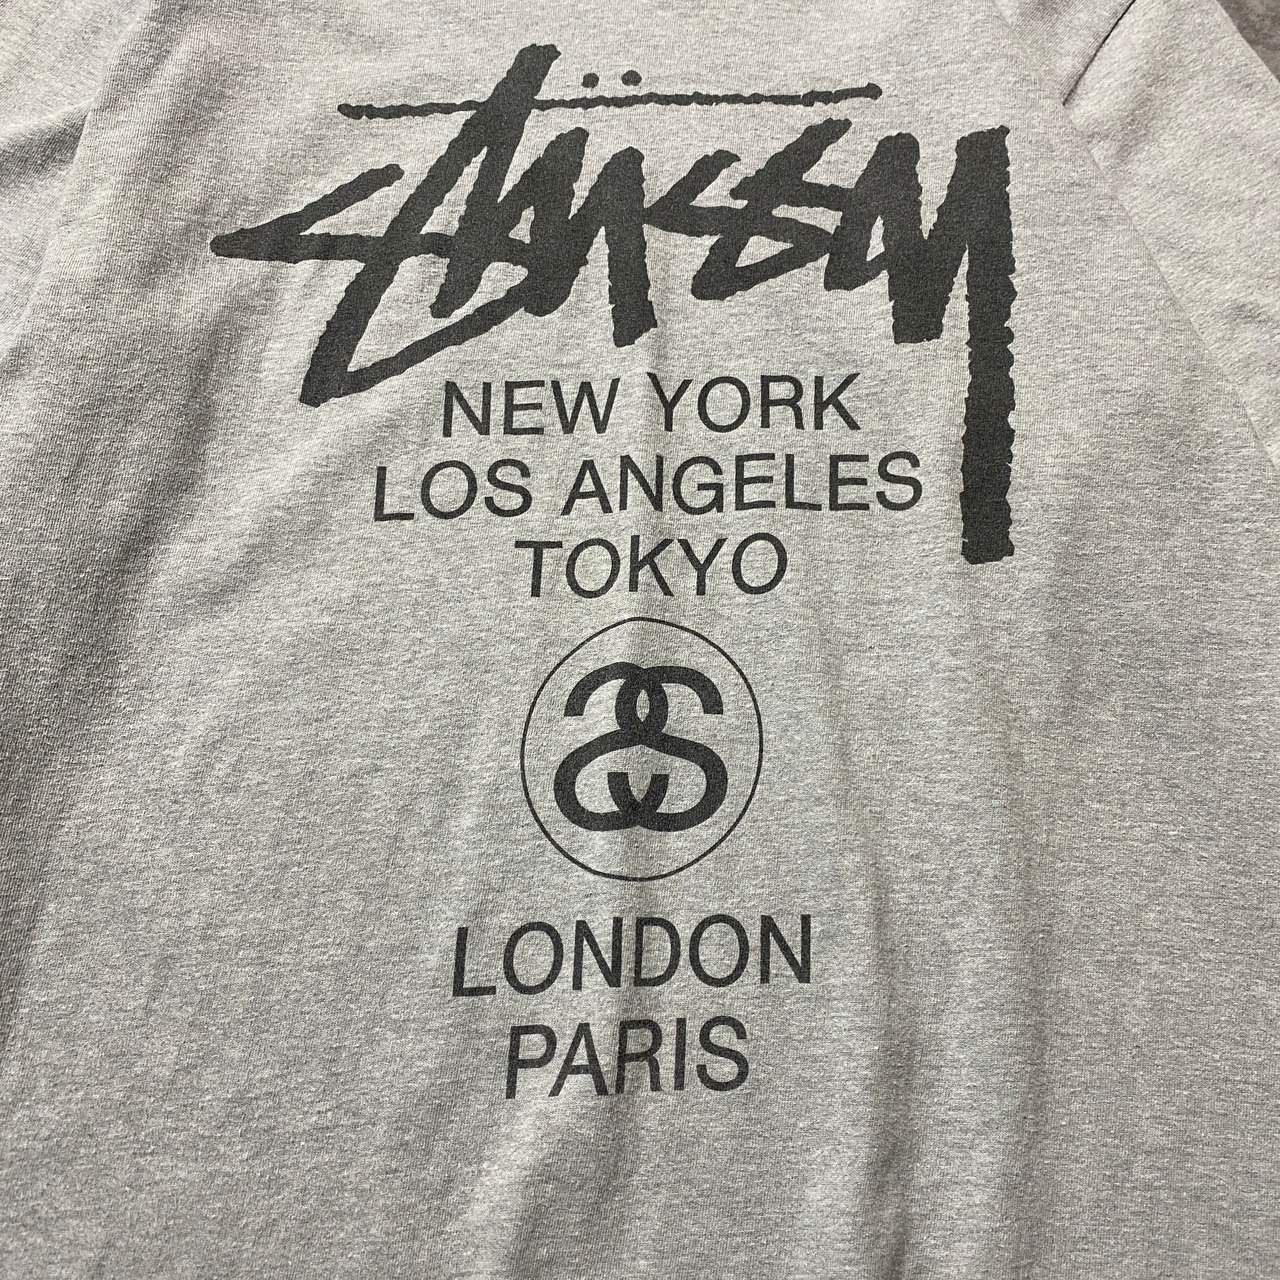 Stüssy
NEW YORK
LOS ANGELES
TOKYO
SS
LONDON
PARIS